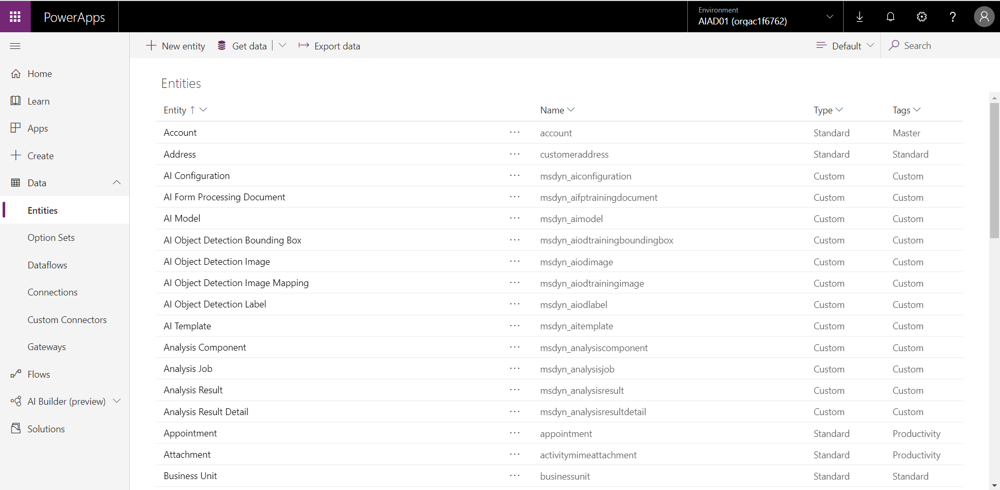 PowerApps
Environment
AIAD01 (orgac1f6762)
?
New entity
Get data
Export data
Default
Search
Home
Learn
Apps
Create
Data
Entities
Option Sets
Dataflows
Connections
Custom Connectors
Gateways
Flows
AI Builder (preview)
Solutions
Entities
Entity ↑ Name Type Tags
Account ··· account Standard Master
Address ··· customeraddress Standard Standard
AI Configuration ··· msdyn_aiconfiguration Custom Custom
AI Form Processing Document ··· msdyn_aifptrainingdocument Custom Custom
AI Model ··· msdyn_aimodel Custom Custom
AI Object Detection Bounding Box ··· msdyn_aiodtrainingboundingbox Custom Custom
AI Object Detection Image ··· msdyn_aiodimage Custom Custom
AI Object Detection Image Mapping ··· msdyn_aiodtrainingimage Custom Custom
AI Object Detection Label ··· msdyn_aiodlabel Custom Custom
AI Template ··· msdyn_aitemplate Custom Custom
Analysis Component ··· msdyn_analysiscomponent Custom Custom
Analysis Job ··· msdyn_analysisjob Custom Custom
Analysis Result ··· msdyn_analysisresult Custom Custom
Analysis Result Detail ··· msdyn_analysisresultdetail Custom Custom
Appointment ··· appointment Standard Productivity
Attachment ··· activitymimeattachment Standard Productivity
Business Unit ··· businessunit Standard Standard